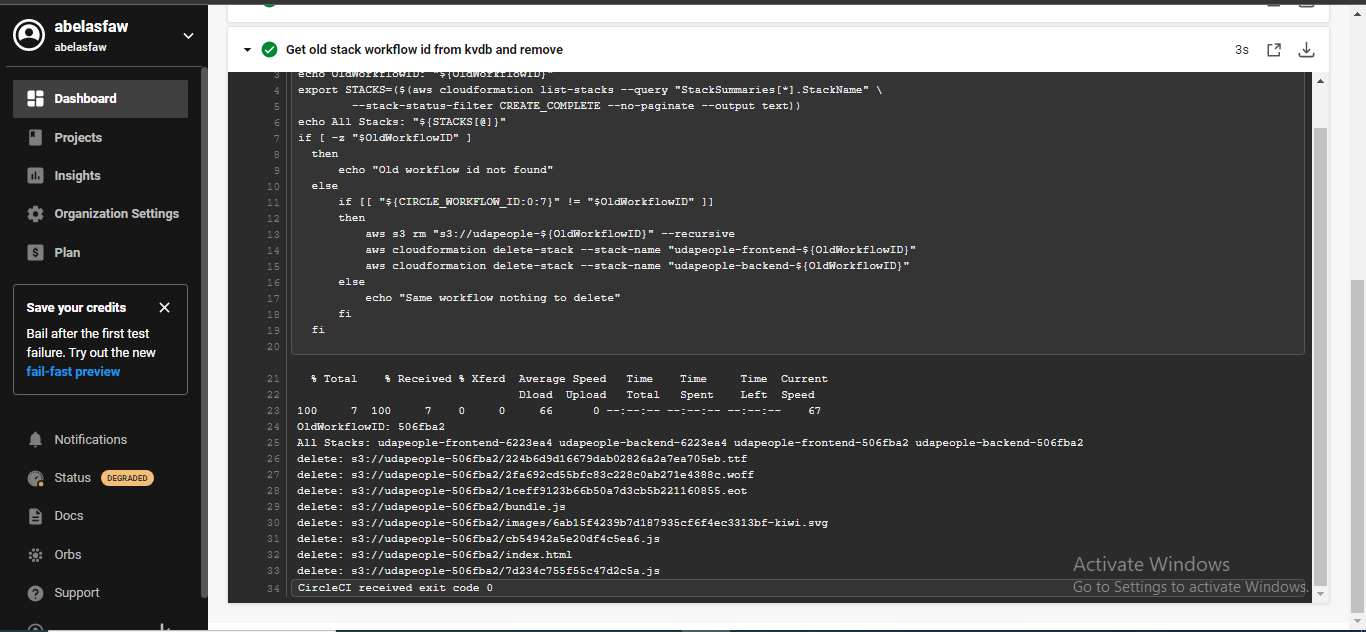 abelasfaw
abelasfaw
Dashboard
Projects
Insights
Organization Settings
Plan
Save your credits
Bail after the first test
failure. Try out the new
fail-fast preview
Notifications
Status DEGRADED
Docs
Orbs
Support
Get old stack workflow id from kvdb and remove 3s
3 echo OldWorkflowID: "${OldWorkflowID}"
4 export STACKS=($(aws cloudformation list-stacks --query "StackSummaries[*].StackName" \
5 --stack-status-filter CREATE_COMPLETE --no-paginate --output text))
6 echo All Stacks: "${STACKS[@]}"
7 if [ -z "$OldWorkflowID" ]
8 then
9 echo "Old workflow id not found"
10 else
11 if [[ "${CIRCLE_WORKFLOW_ID:0:7}" != "$OldWorkflowID" ]]
12 then
13 aws s3 rm "s3://udapeople-${OldWorkflowID}" --recursive
14 aws cloudformation delete-stack --stack-name "udapeople-frontend-${OldWorkflowID}"
15 aws cloudformation delete-stack --stack-name "udapeople-backend-${OldWorkflowID}"
16 else
17 echo "Same workflow nothing to delete"
18 fi
19 fi
20
21 % Total % Received % Xferd Average Speed Time Time Time Current
22 Dload Upload Total Spent Left Speed
23 100 7 100 7 0 0 66 0 --:--:-- --:--:-- --:--:-- 67
24 OldWorkflowID: 506fba2
25 All Stacks: udapeople-frontend-6223ea4 udapeople-backend-6223ea4 udapeople-frontend-506fba2 udapeople-backend-506fba2
26 delete: s3://udapeople-506fba2/224b6d9d16679dab02826a2a7ea705eb.ttf
27 delete: s3://udapeople-506fba2/2fa692cd55bfc83c228c0ab271e4388c.woff
28 delete: s3://udapeople-506fba2/1ceff9123b66b50a7d3cb5b221160855.eot
29 delete: s3://udapeople-506fba2/bundle.js
30 delete: s3://udapeople-506fba2/images/6ab15f4239b7d187935cf6f4ec3313bf-kiwi.svg
31 delete: s3://udapeople-506fba2/cb54942a5e20df4c5ea6.js
32 delete: s3://udapeople-506fba2/index.html
33 delete: s3://udapeople-506fba2/7d234c755f55c47d2c5a.js
34 CircleCI received exit code 0
Activate Windows
Go to Settings to activate Windows.